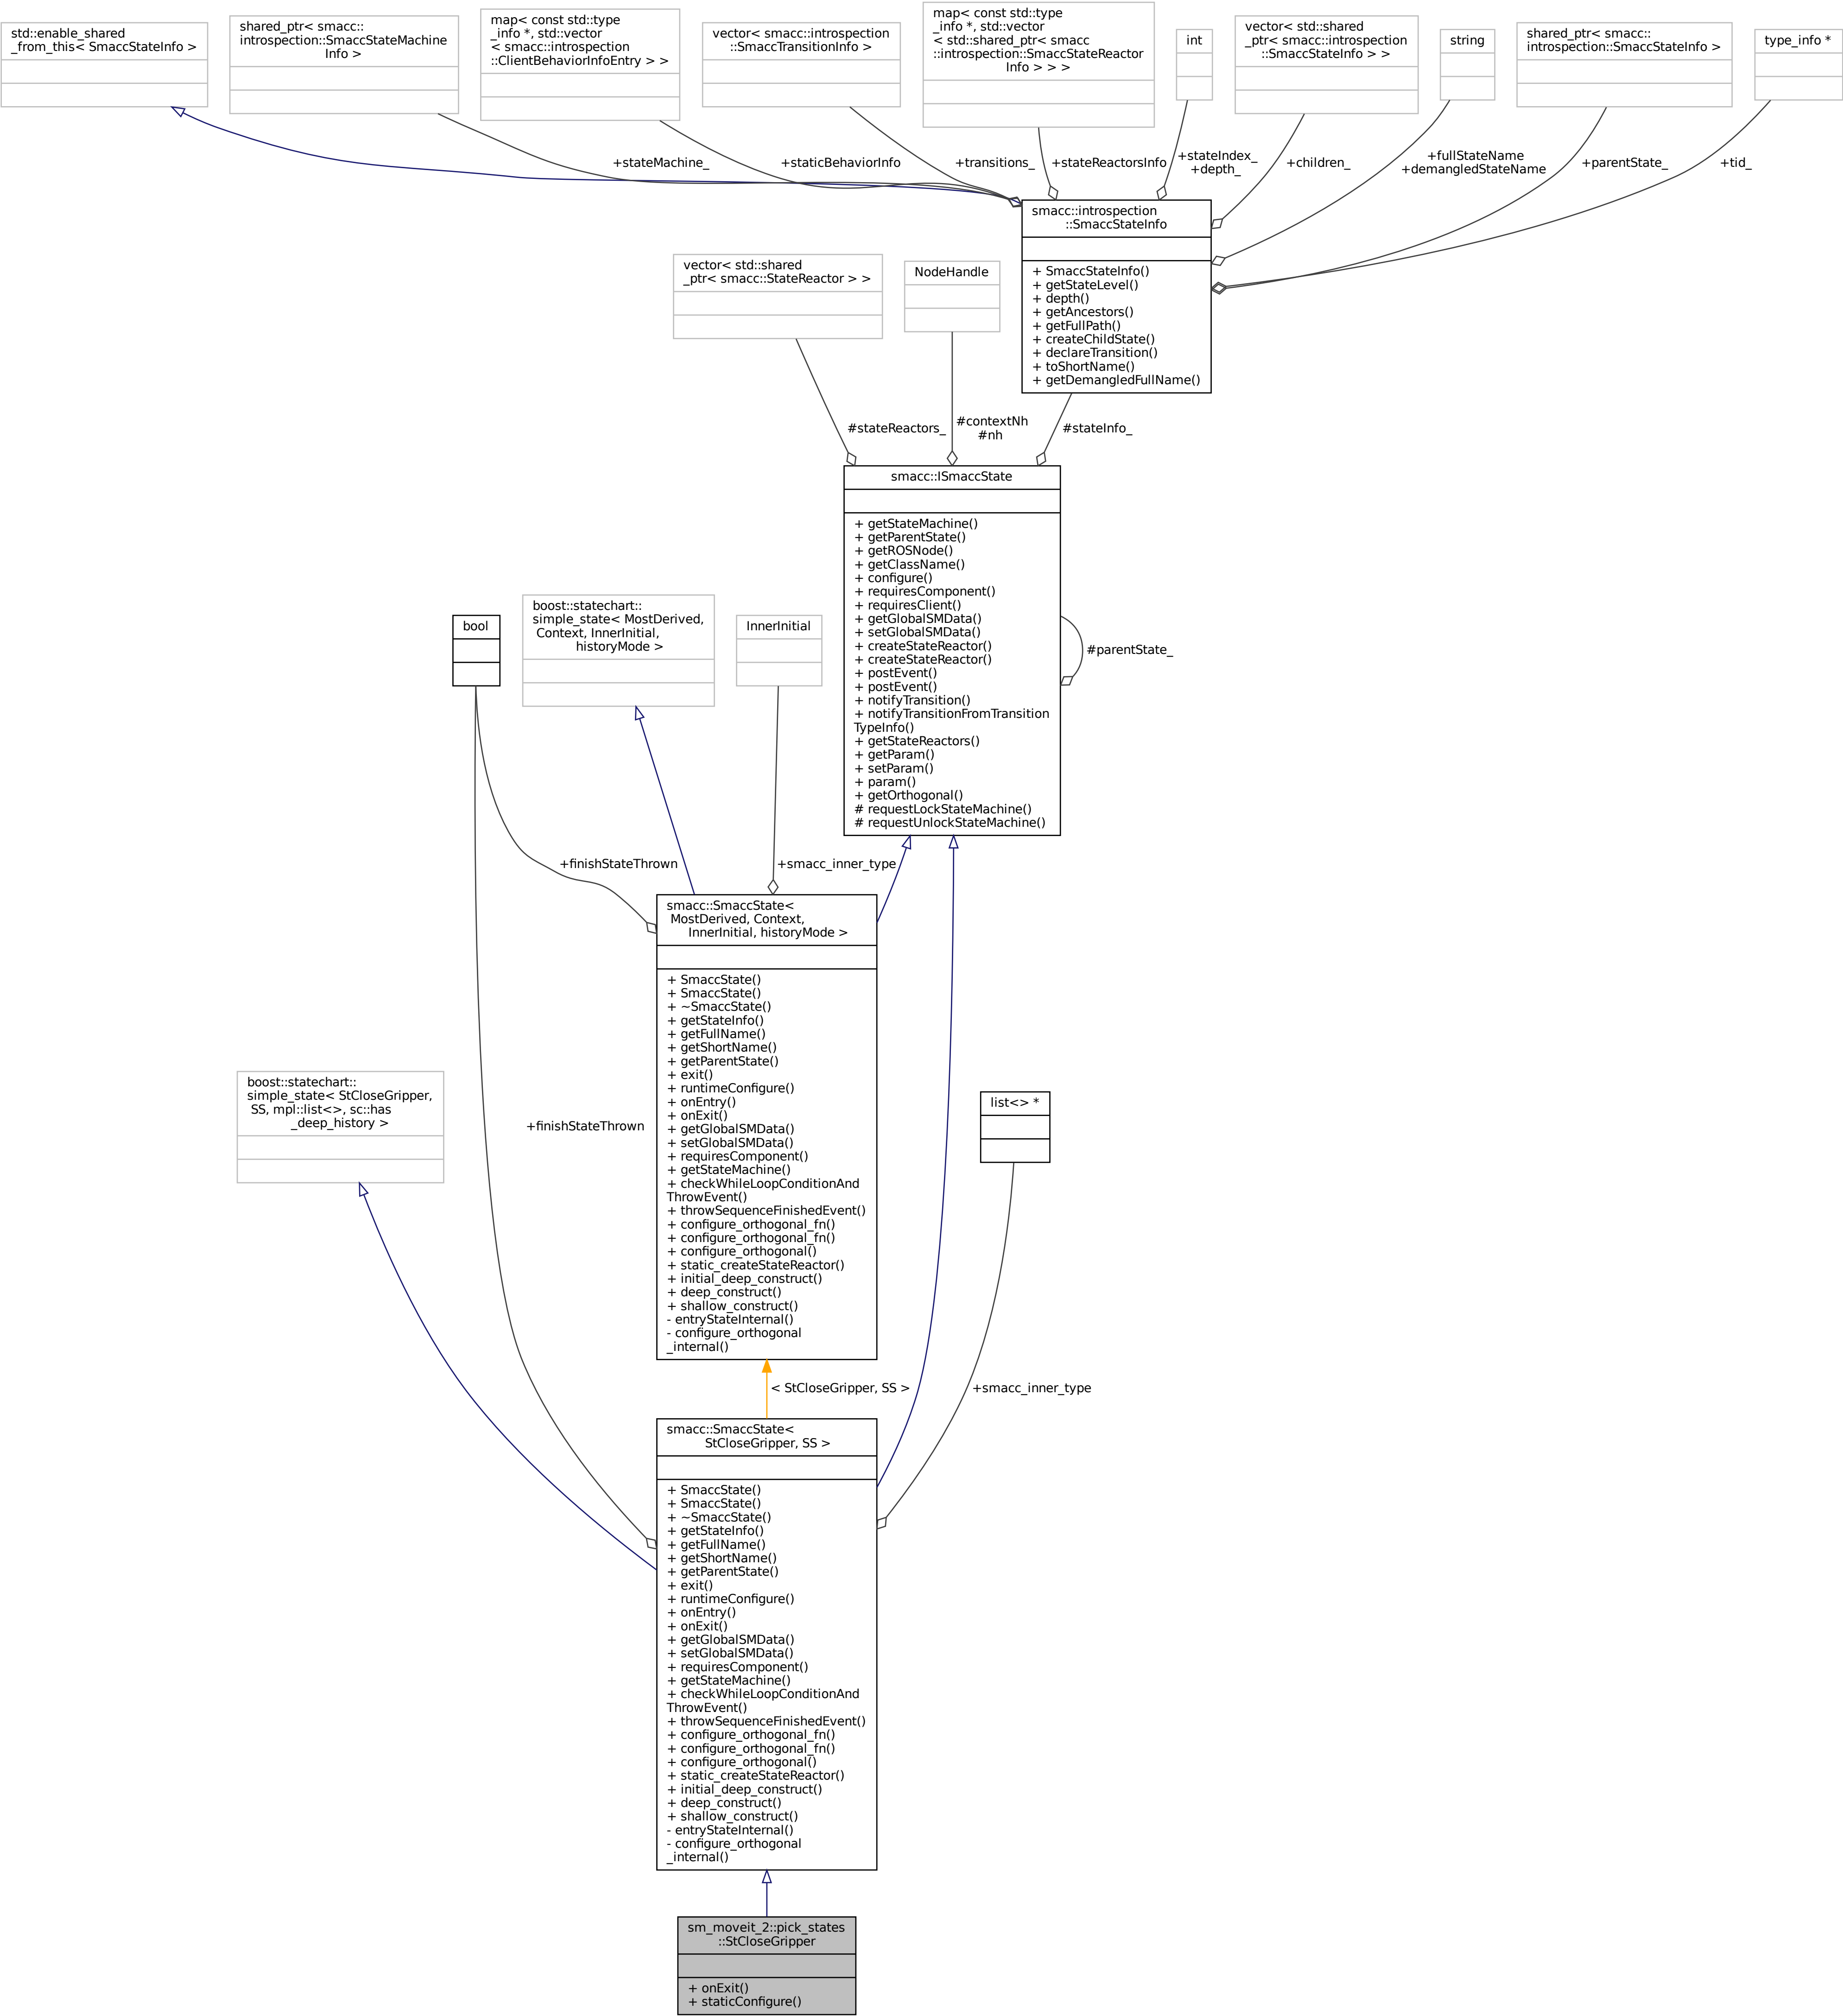 std::enable_shared
_from_this< SmaccStateInfo >
shared_ptr< smacc::
introspection::SmaccStateMachine
Info >
map< const std::type
_info *, std::vector
< smacc::introspection
::ClientBehaviorInfoEntry > >
vector< smacc::introspection
::SmaccTransitionInfo >
map< const std::type
_info *, std::vector
< std::shared_ptr< smacc
::introspection::SmaccStateReactor
Info > > >
int
vector< std::shared
_ptr< smacc::introspection
::SmaccStateInfo > >
string
shared_ptr< smacc::
introspection::SmaccStateInfo >
type_info *
+stateMachine_
+staticBehaviorInfo
+transitions_
+stateReactorsInfo
+stateIndex_
+depth_
+children_
+fullStateName
+demangledStateName
+parentState_
+tid_
smacc::introspection
::SmaccStateInfo
+ SmaccStateInfo()
+ getStateLevel()
+ depth()
+ getAncestors()
+ getFullPath()
+ createChildState()
+ declareTransition()
+ toShortName()
+ getDemangledFullName()
vector< std::shared
_ptr< smacc::StateReactor > >
NodeHandle
#stateReactors_
#contextNh
#nh
#stateInfo_
smacc::ISmaccState
+ getStateMachine()
+ getParentState()
+ getROSNode()
+ getClassName()
+ configure()
+ requiresComponent()
+ requiresClient()
+ getGlobalSMData()
+ setGlobalSMData()
+ createStateReactor()
+ createStateReactor()
+ postEvent()
+ postEvent()
+ notifyTransition()
+ notifyTransitionFromTransition
TypeInfo()
+ getStateReactors()
+ getParam()
+ setParam()
+ param()
+ getOrthogonal()
# requestLockStateMachine()
# requestUnlockStateMachine()
#parentState_
bool
boost::statechart::
simple_state< MostDerived,
Context, InnerInitial,
historyMode >
InnerInitial
+finishStateThrown
+smacc_inner_type
smacc::SmaccState<
MostDerived, Context,
InnerInitial, historyMode >
+ SmaccState()
+ SmaccState()
+ ~SmaccState()
+ getStateInfo()
+ getFullName()
+ getShortName()
+ getParentState()
+ exit()
+ runtimeConfigure()
+ onEntry()
+ onExit()
+ getGlobalSMData()
+ setGlobalSMData()
+ requiresComponent()
+ getStateMachine()
+ checkWhileLoopConditionAnd
ThrowEvent()
+ throwSequenceFinishedEvent()
+ configure_orthogonal_fn()
+ configure_orthogonal_fn()
+ configure_orthogonal()
+ static_createStateReactor()
+ initial_deep_construct()
+ deep_construct()
+ shallow_construct()
- entryStateInternal()
- configure_orthogonal
_internal()
boost::statechart::
simple_state< StCloseGripper,
SS, mpl::list<>, sc::has
_deep_history >
+finishStateThrown
list<> *
< StCloseGripper, SS >
+smacc_inner_type
smacc::SmaccState<
StCloseGripper, SS >
+ SmaccState()
+ SmaccState()
+ ~SmaccState()
+ getStateInfo()
+ getFullName()
+ getShortName()
+ getParentState()
+ exit()
+ runtimeConfigure()
+ onEntry()
+ onExit()
+ getGlobalSMData()
+ setGlobalSMData()
+ requiresComponent()
+ getStateMachine()
+ checkWhileLoopConditionAnd
ThrowEvent()
+ throwSequenceFinishedEvent()
+ configure_orthogonal_fn()
+ configure_orthogonal_fn()
+ configure_orthogonal()
+ static_createStateReactor()
+ initial_deep_construct()
+ deep_construct()
+ shallow_construct()
- entryStateInternal()
- configure_orthogonal
_internal()
sm_moveit_2::pick_states
::StCloseGripper
+ onExit()
+ staticConfigure()